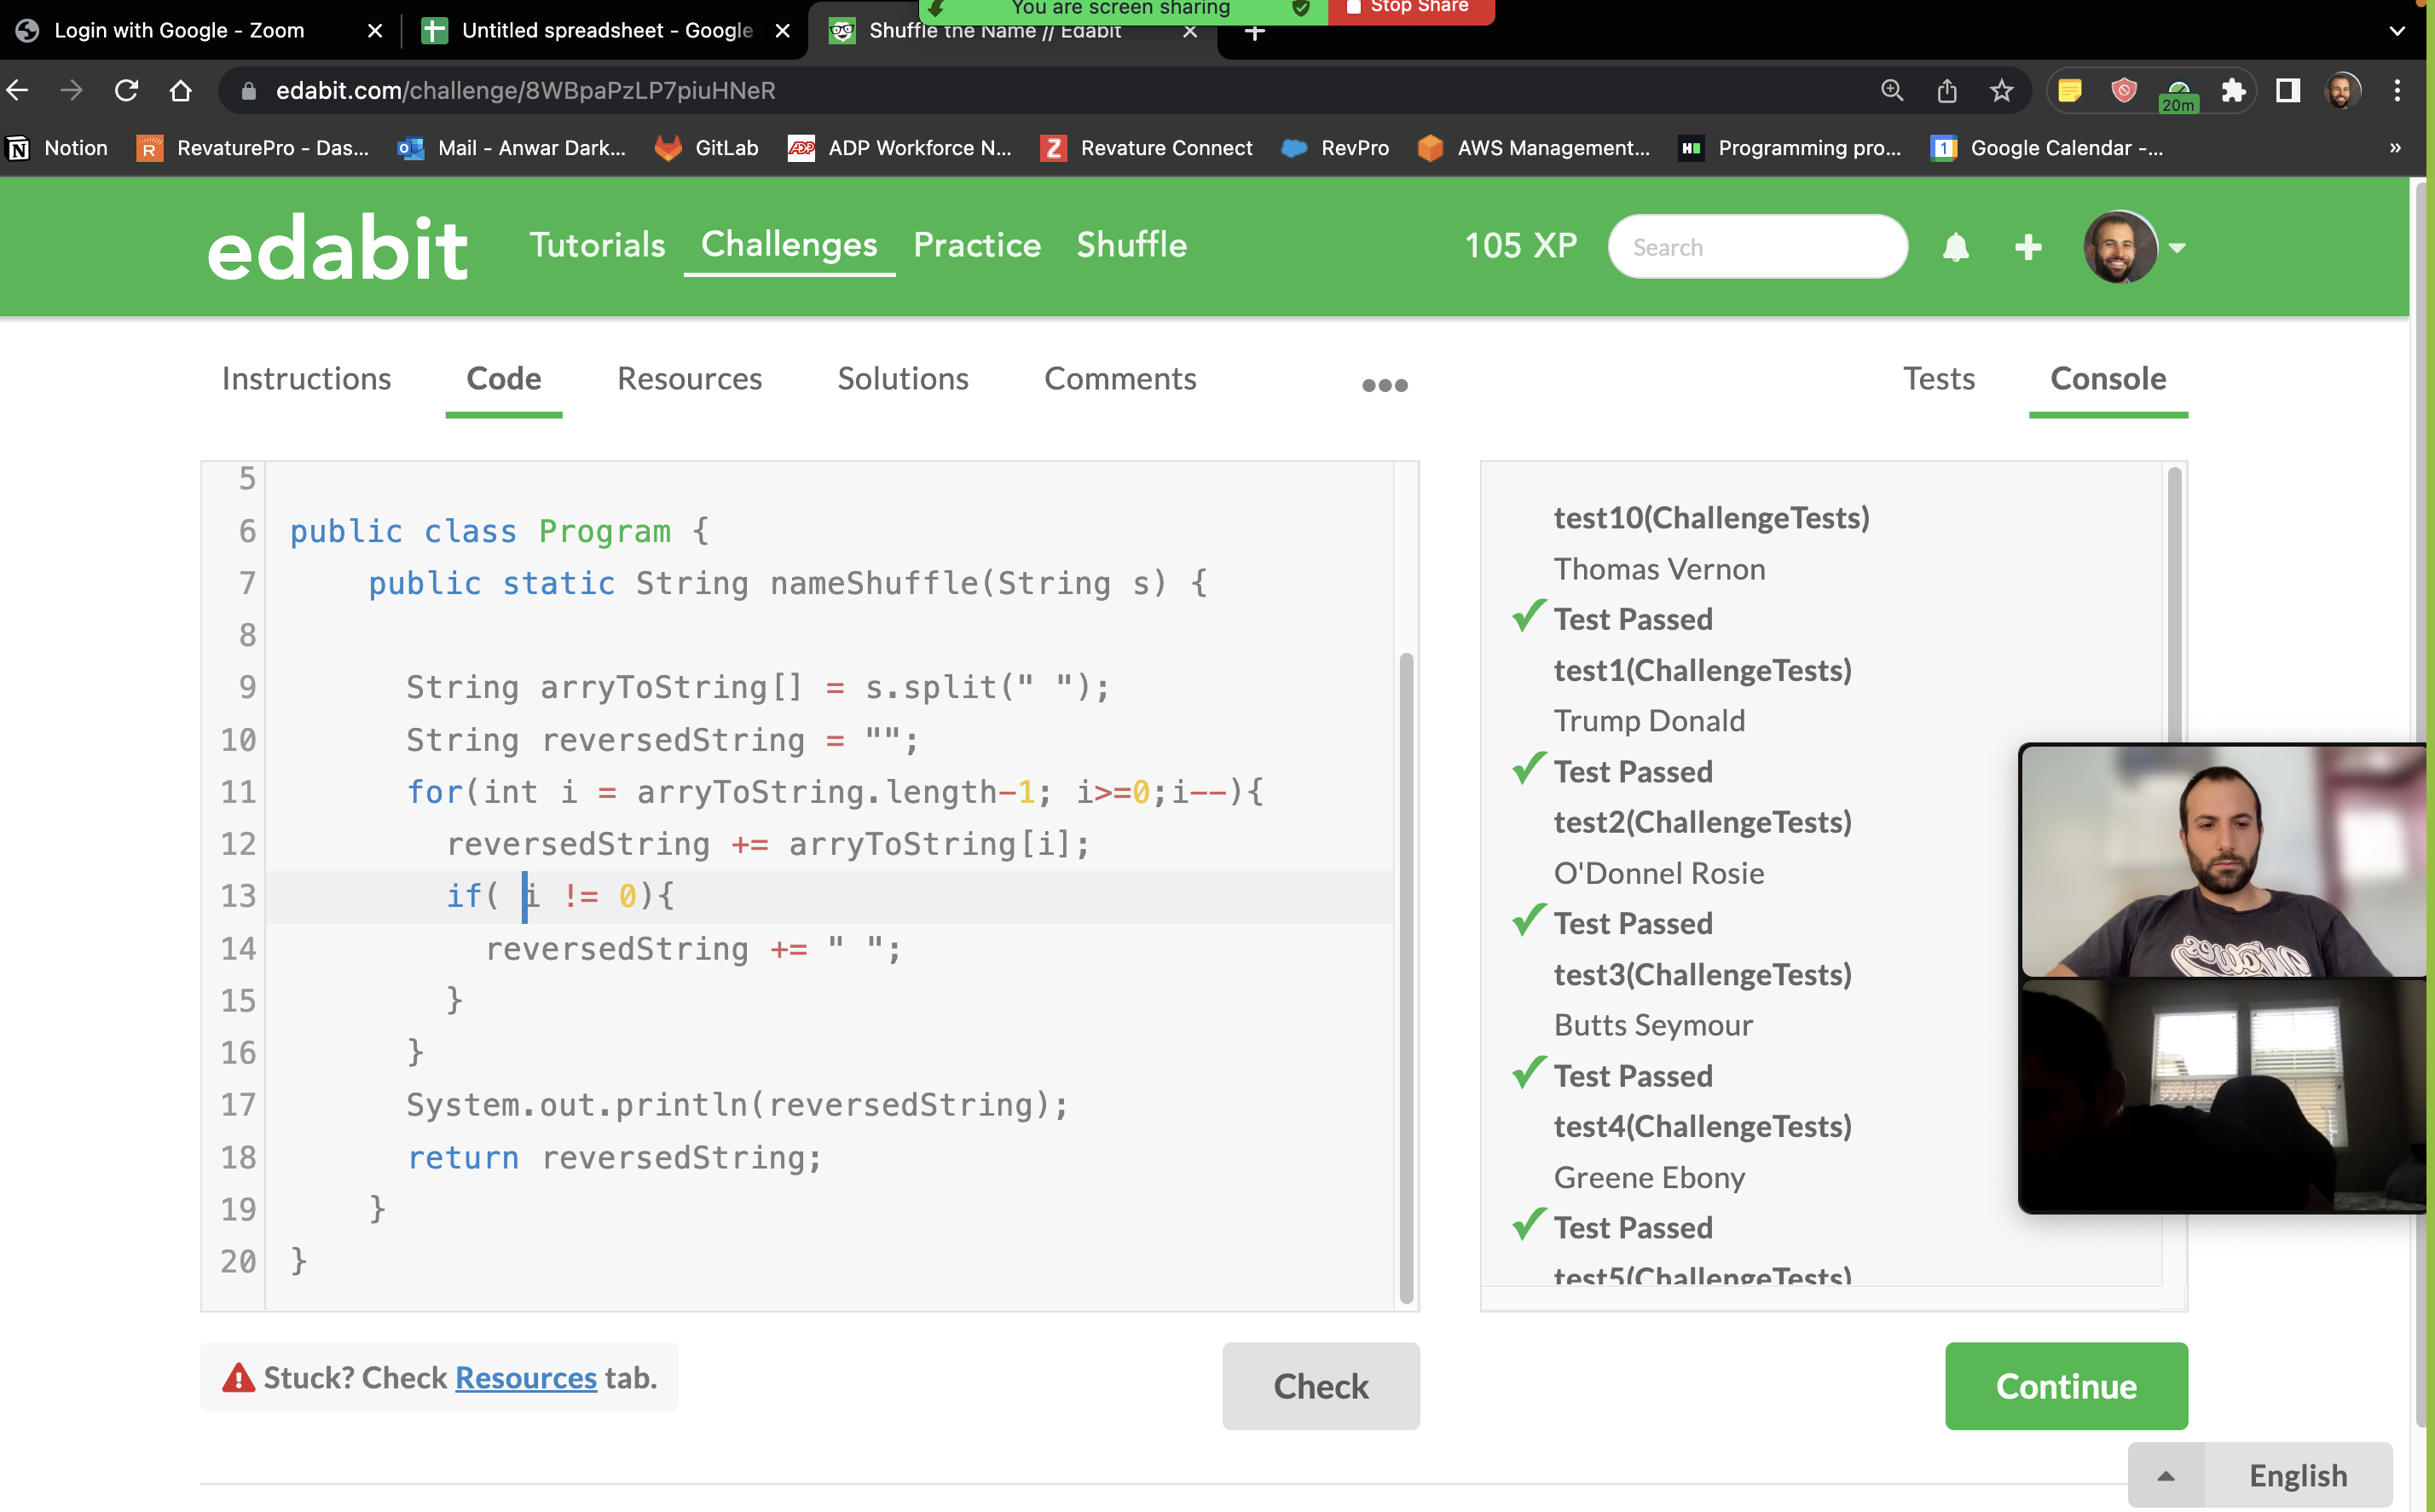 You are screen sharing
Stop Share
Login with Google - Zoom
Untitled spreadsheet - Google
Shuffle the Name // Edabit
edabit.com/challenge/8WBpaPzLP7piuHNeR
20m
Notion
RevaturePro - Das...
Mail - Anwar Dark...
GitLab
ADP Workforce N...
Revature Connect
RevPro
AWS Management...
Programming pro...
Google Calendar -...
»
edabit
Tutorials
Challenges
Practice
Shuffle
105 XP
Search
Instructions
Code
Resources
Solutions
Comments
Tests
Console
5
6 public class Program {
7 public static String nameShuffle(String s) {
8
9 String arryToString[] = s.split(" ");
10 String reversedString = "";
11 for(int i = arryToString.length-1; i>=0;i--){
12 reversedString += arryToString[i];
13 if( i != 0){
14 reversedString += " ";
15 }
16 }
17 System.out.println(reversedString);
18 return reversedString;
19 }
20 }
test10(ChallengeTests)
Thomas Vernon
Test Passed
test1(ChallengeTests)
Trump Donald
Test Passed
test2(ChallengeTests)
O'Donnel Rosie
Test Passed
test3(ChallengeTests)
Butts Seymour
Test Passed
test4(ChallengeTests)
Greene Ebony
Test Passed
test5(ChallengeTests)
Stuck? Check Resources tab.
Check
Continue
English